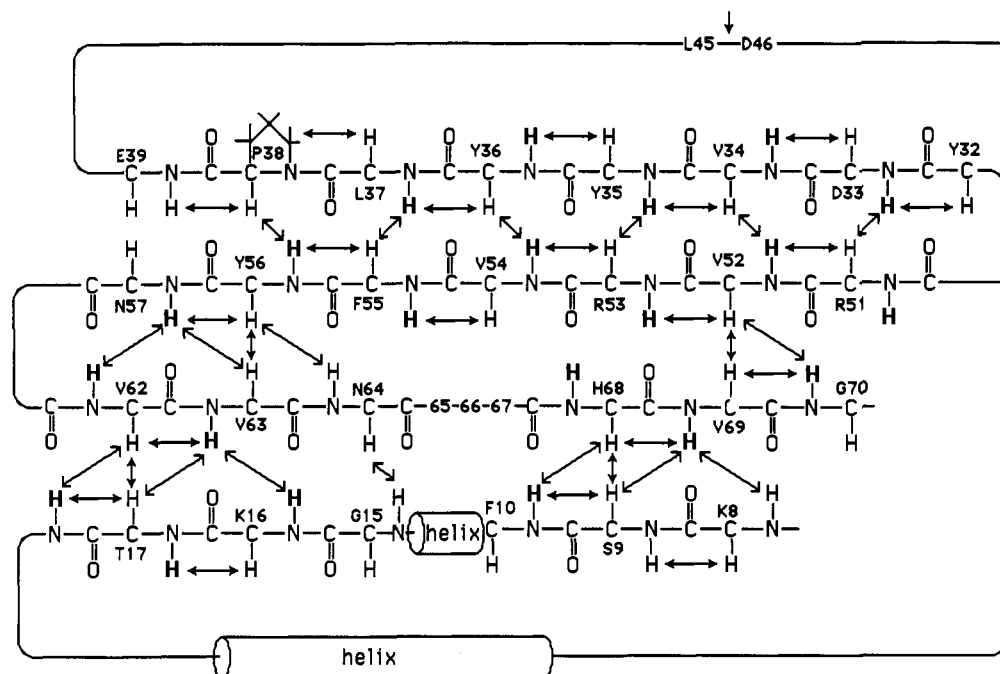 L45 D46
O H O H H O H H O
E39 P38 Y36 V34 Y32
C N C C N C C N C C N C C N C C N C C N C C
L37 Y35 D33
H H H O H H O H H O H H
H O H H O H H O H H O
Y56 V54 V52
C C N C C N C C N C C N C C N C C N C C N C
N57 F55 R53 R51
O H H O H H O H H O H
H O H H O H O H H
V62 N64 H68 G70
C N C C N C C N C C 65-66-67 C N C C N C C N C
V63 V69
O H H O H O H H O H
H H O H H H H O H
K16 G15 F10 K8
N C C N C C N C C N helix C N C C N C C N
T17 S9
O H H O H H O H H
helix